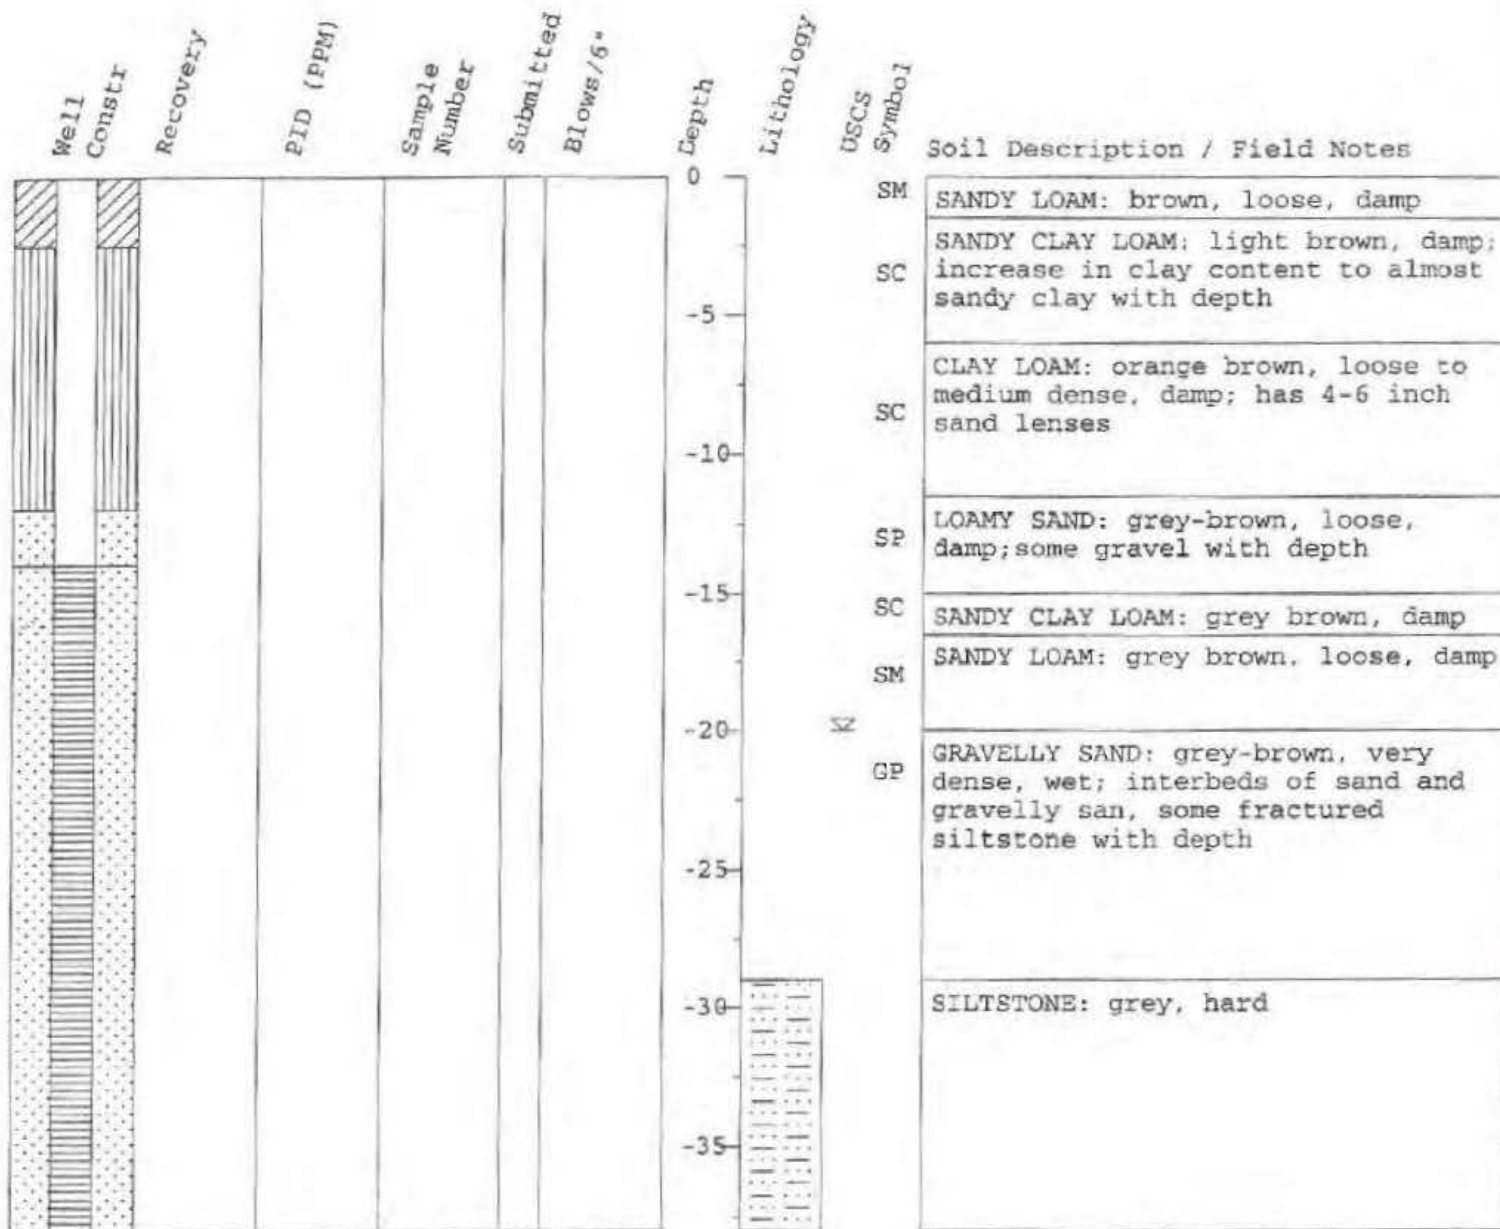 Well
Constr
Recovery
PID (PPM)
Sample
Number
Submitted
Blows/6"
Depth
Lithology
USCS
Symbol
Soil Description / Field Notes
0
SM
SANDY LOAM: brown, loose, damp
SANDY CLAY LOAM: light brown, damp;
SC
increase in clay content to almost
sandy clay with depth
-5
CLAY LOAM: orange brown, loose to
medium dense, damp; has 4-6 inch
SC
sand lenses
-10
LOAMY SAND: grey-brown, loose,
SP
damp;some gravel with depth
-15
SC
SANDY CLAY LOAM: grey brown, damp
SANDY LOAM: grey brown. loose, damp
SM
-20
GRAVELLY SAND: grey-brown, very
GP
dense, wet; interbeds of sand and
gravelly san, some fractured
siltstone with depth
-25
-30
SILTSTONE: grey, hard
-35